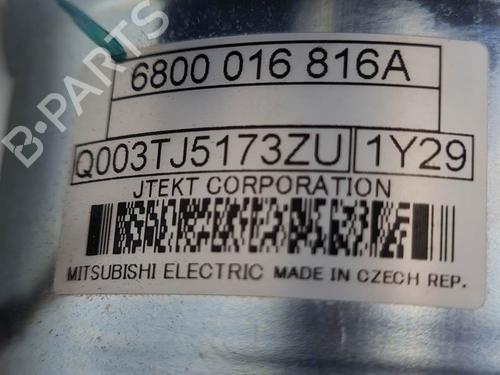 6800 016 816A
Q003TJ5173ZU 1Y29
JTEKT CORPORATION
MITSUBISHI ELECTRIC MADE IN CZECH REP.
B-PARTS